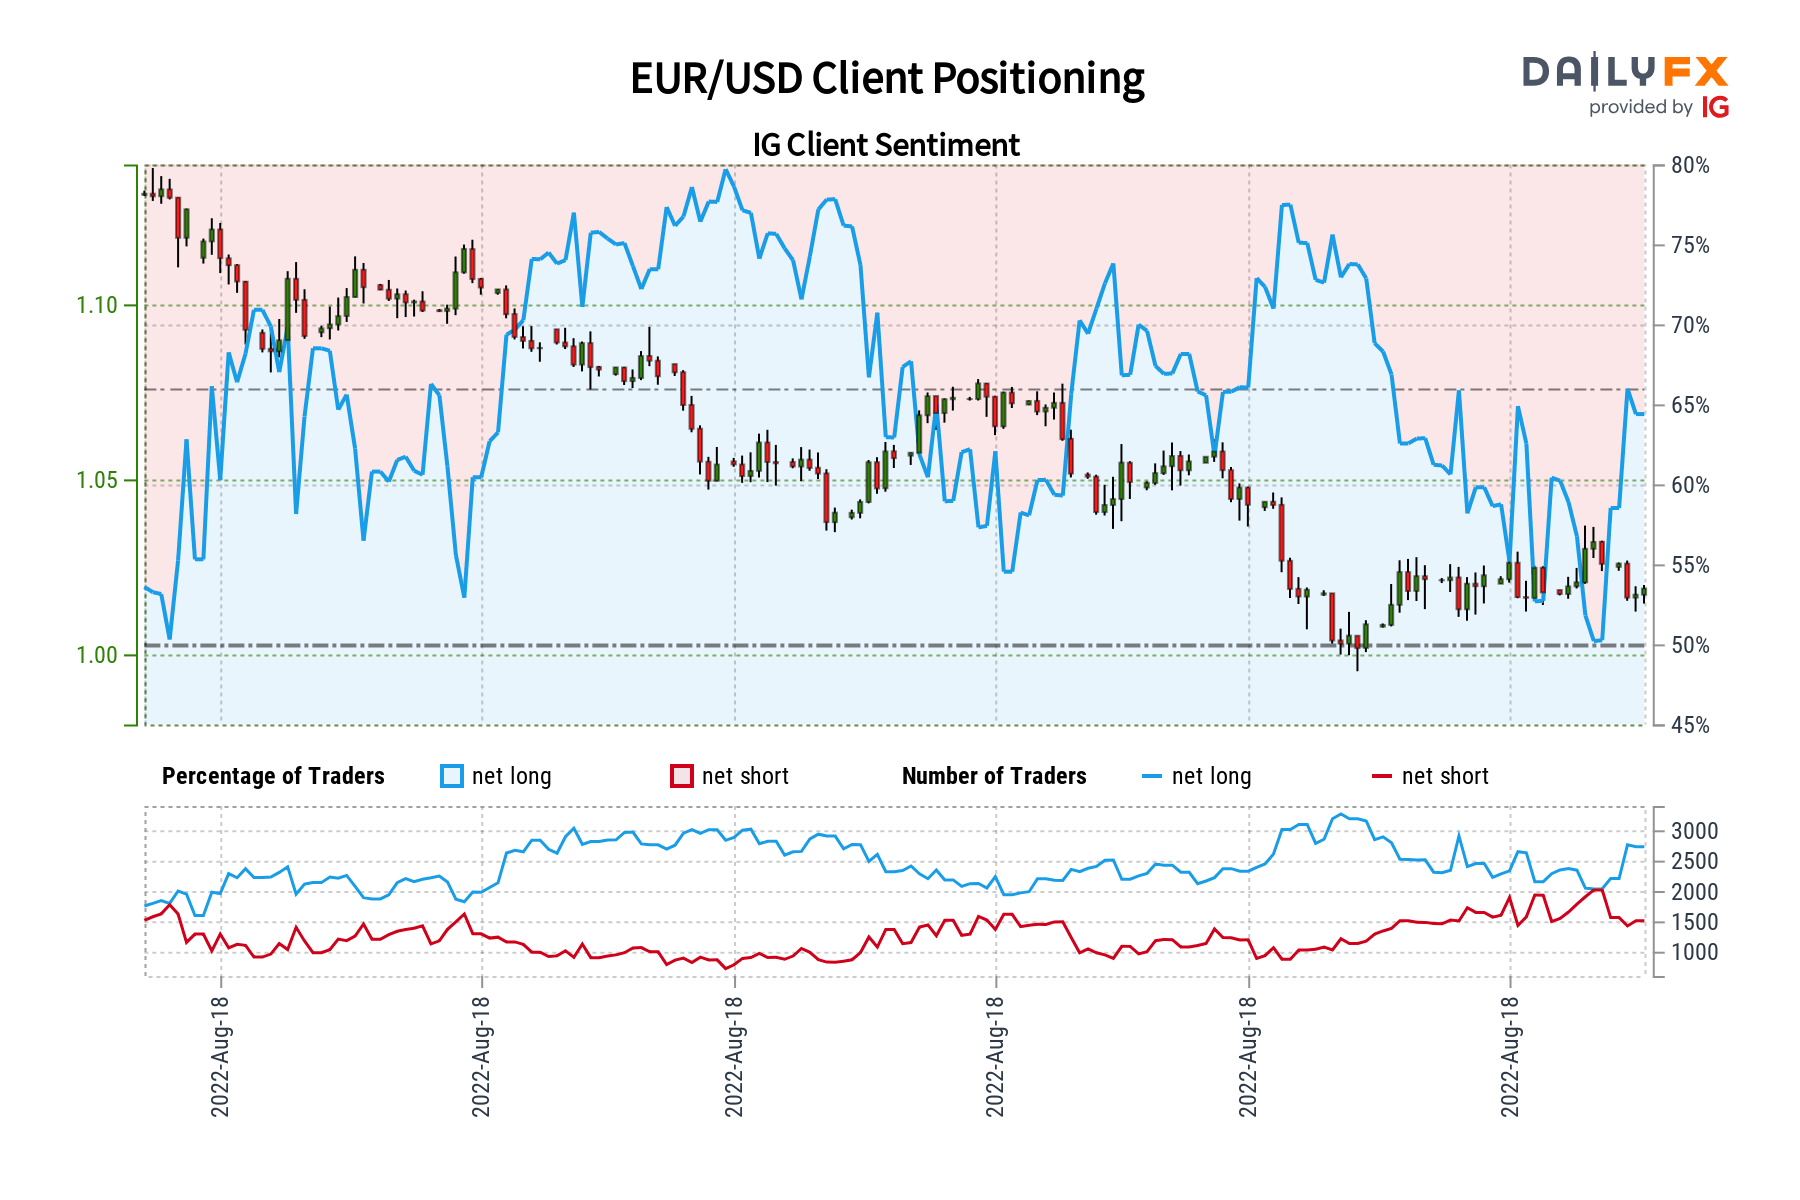 EUR/USD Client Positioning
DAILYFX
provided by IG
IG Client Sentiment
80%
75%
1.10
70%
65%
1.05
60%
55%
1.00
50%
45%
Percentage of Traders net long net short Number of Traders net long net short
3000
2500
2000
1500
1000
2022-Aug-18 2022-Aug-18 2022-Aug-18 2022-Aug-18 2022-Aug-18 2022-Aug-18